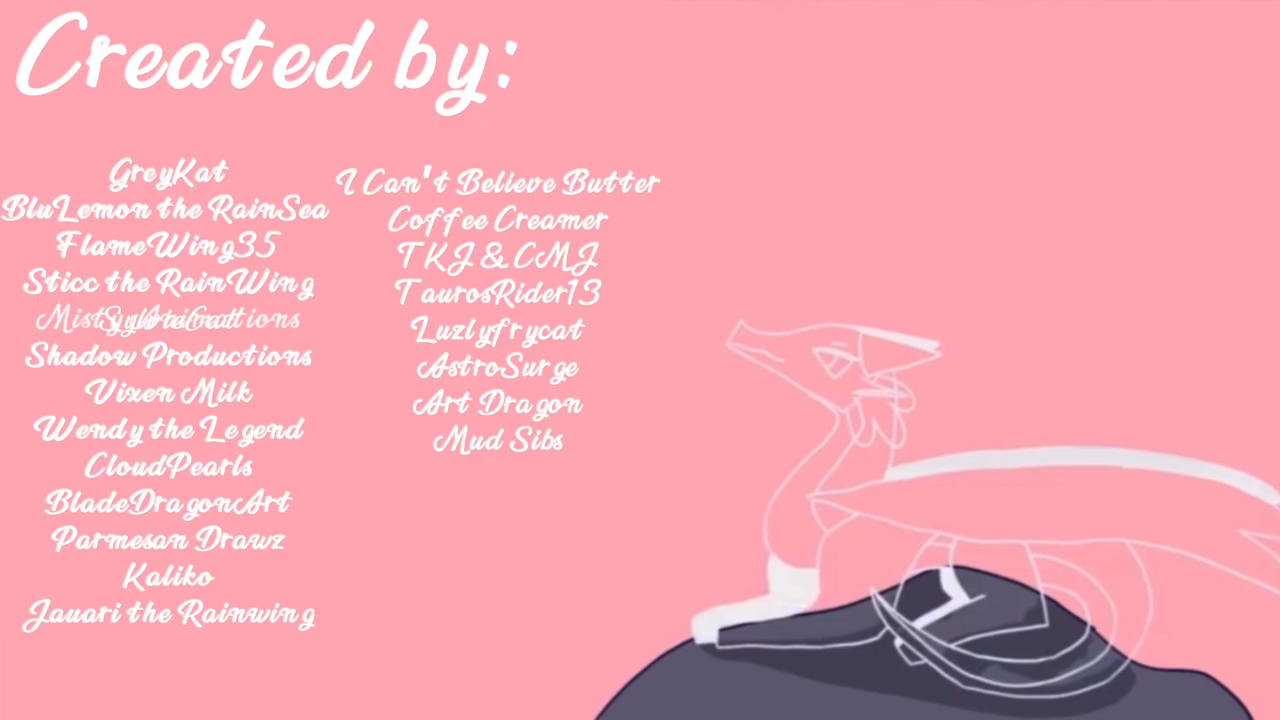 Created by:
GreyKat
BluLemon the RainSea
FlameWing35
Sticc the RainWing
Shadow Productions
Vixen Milk
Wendy the Legend
CloudPearls
BladeDragonArt
Parmesan Drawz
Kaliko
Jauari the Rainwing
I Can't Believe Butter
Coffee Creamer
TKJ & CMJ
TaurosRider13
Luzlyfrycat
AstroSurge
Art Dragon
Mud Sibs